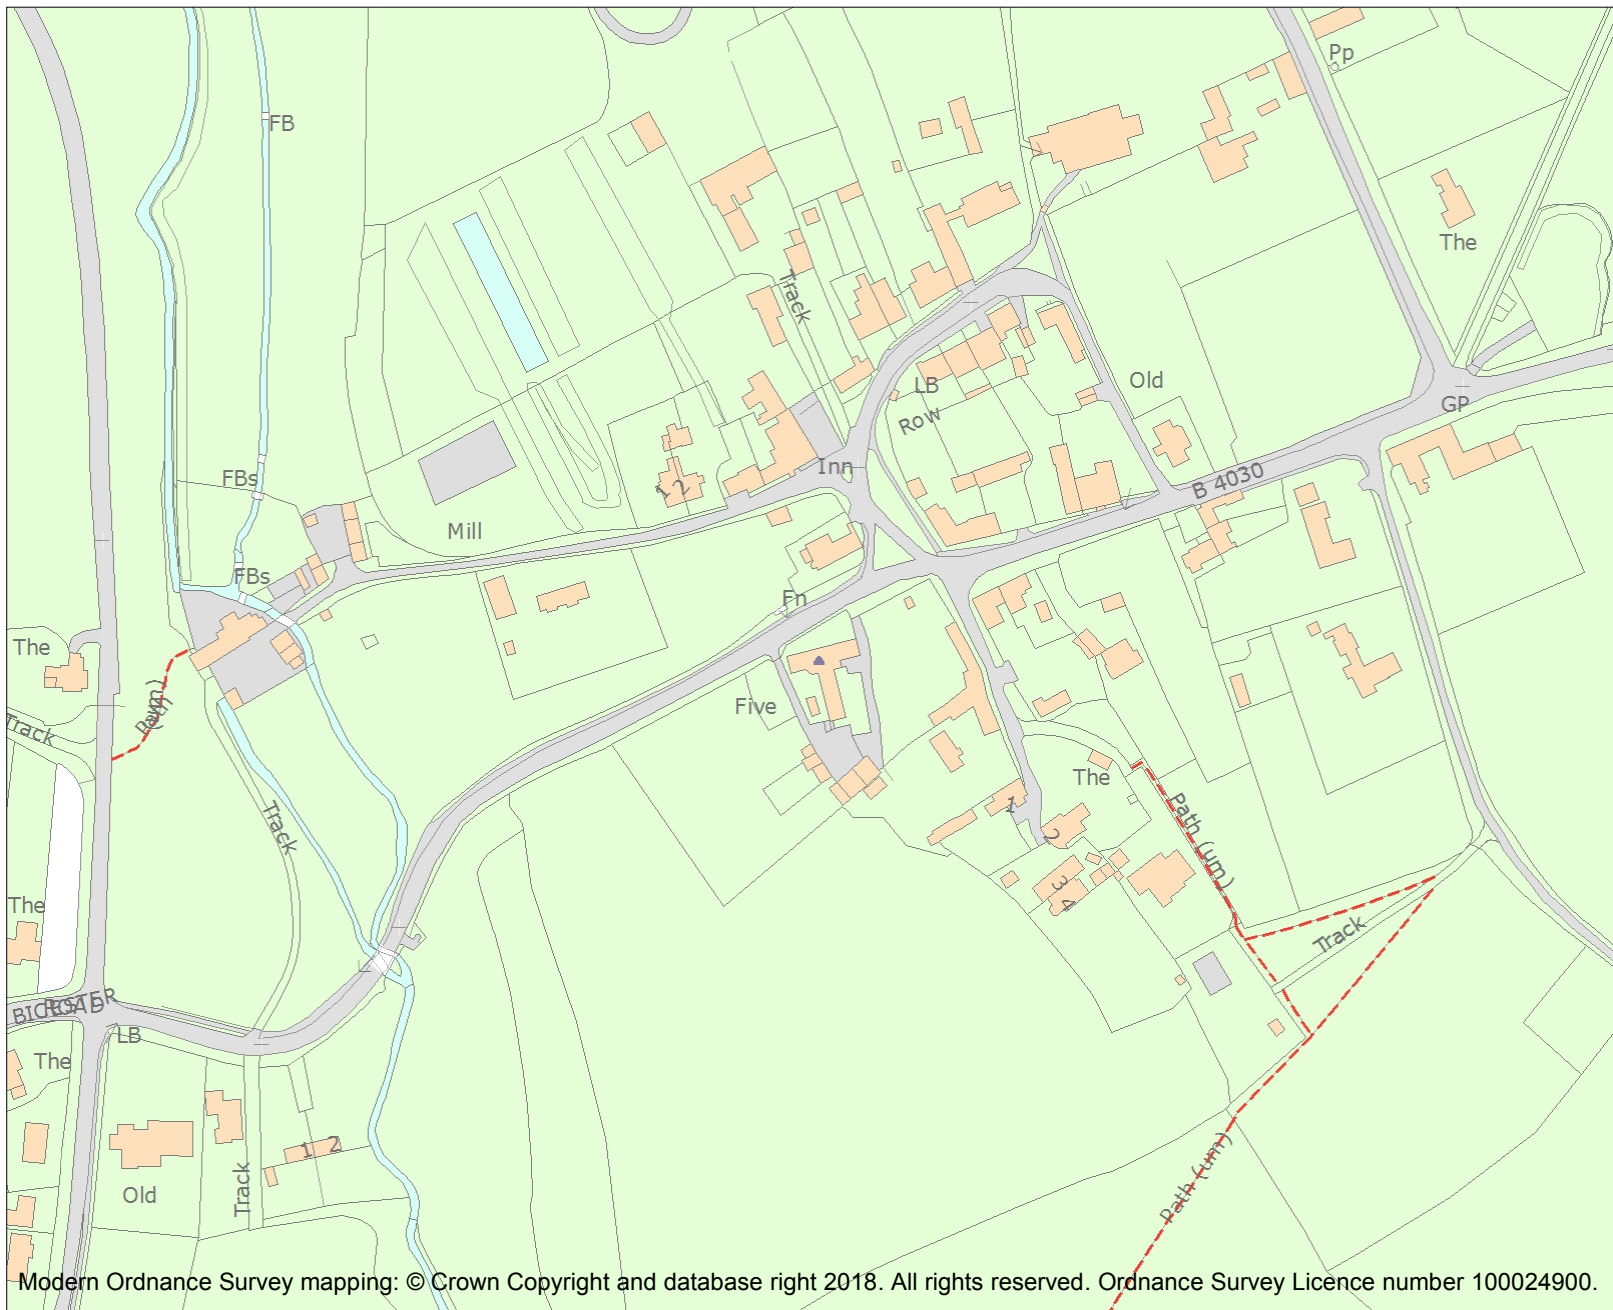 Pp
FB
The
Track
Old
LB
GP
Row
Inn
FBs
B 4030
1 2
Mill
FBs
Fn
The
Path (um)
Five
Track
The
1
Track
Path (um)
2
3 4
The
Track
BICESTER
ROAD
LB
The
1 2
Path (um)
Track
Old
Modern Ordnance Survey mapping: © Crown Copyright and database right 2018. All rights reserved. Ordnance Survey Licence number 100024900.